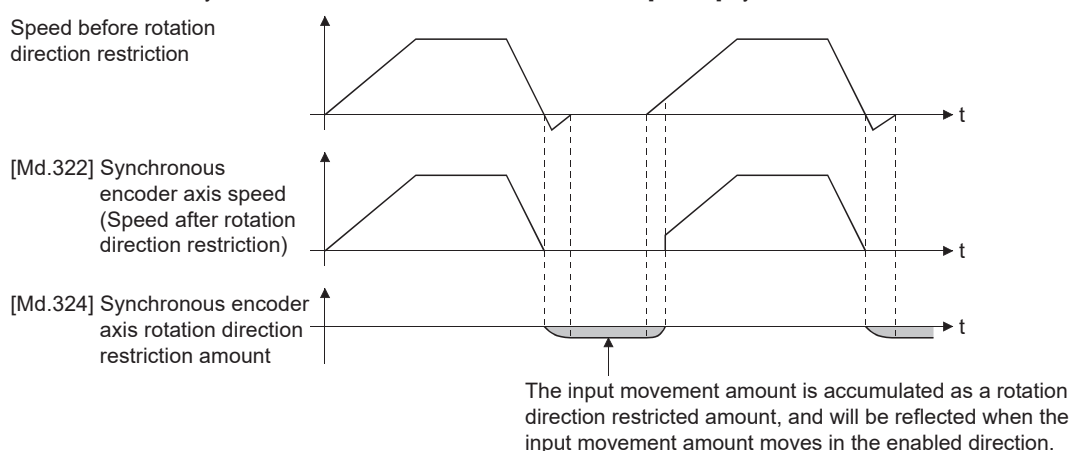 Speed before rotation
direction restriction
t
[Md.322] Synchronous
encoder axis speed
(Speed after rotation
direction restriction)
t
[Md.324] Synchronous encoder
axis rotation direction
restriction amount
t
The input movement amount is accumulated as a rotation
direction restricted amount, and will be reflected when the
input movement amount moves in the enabled direction.